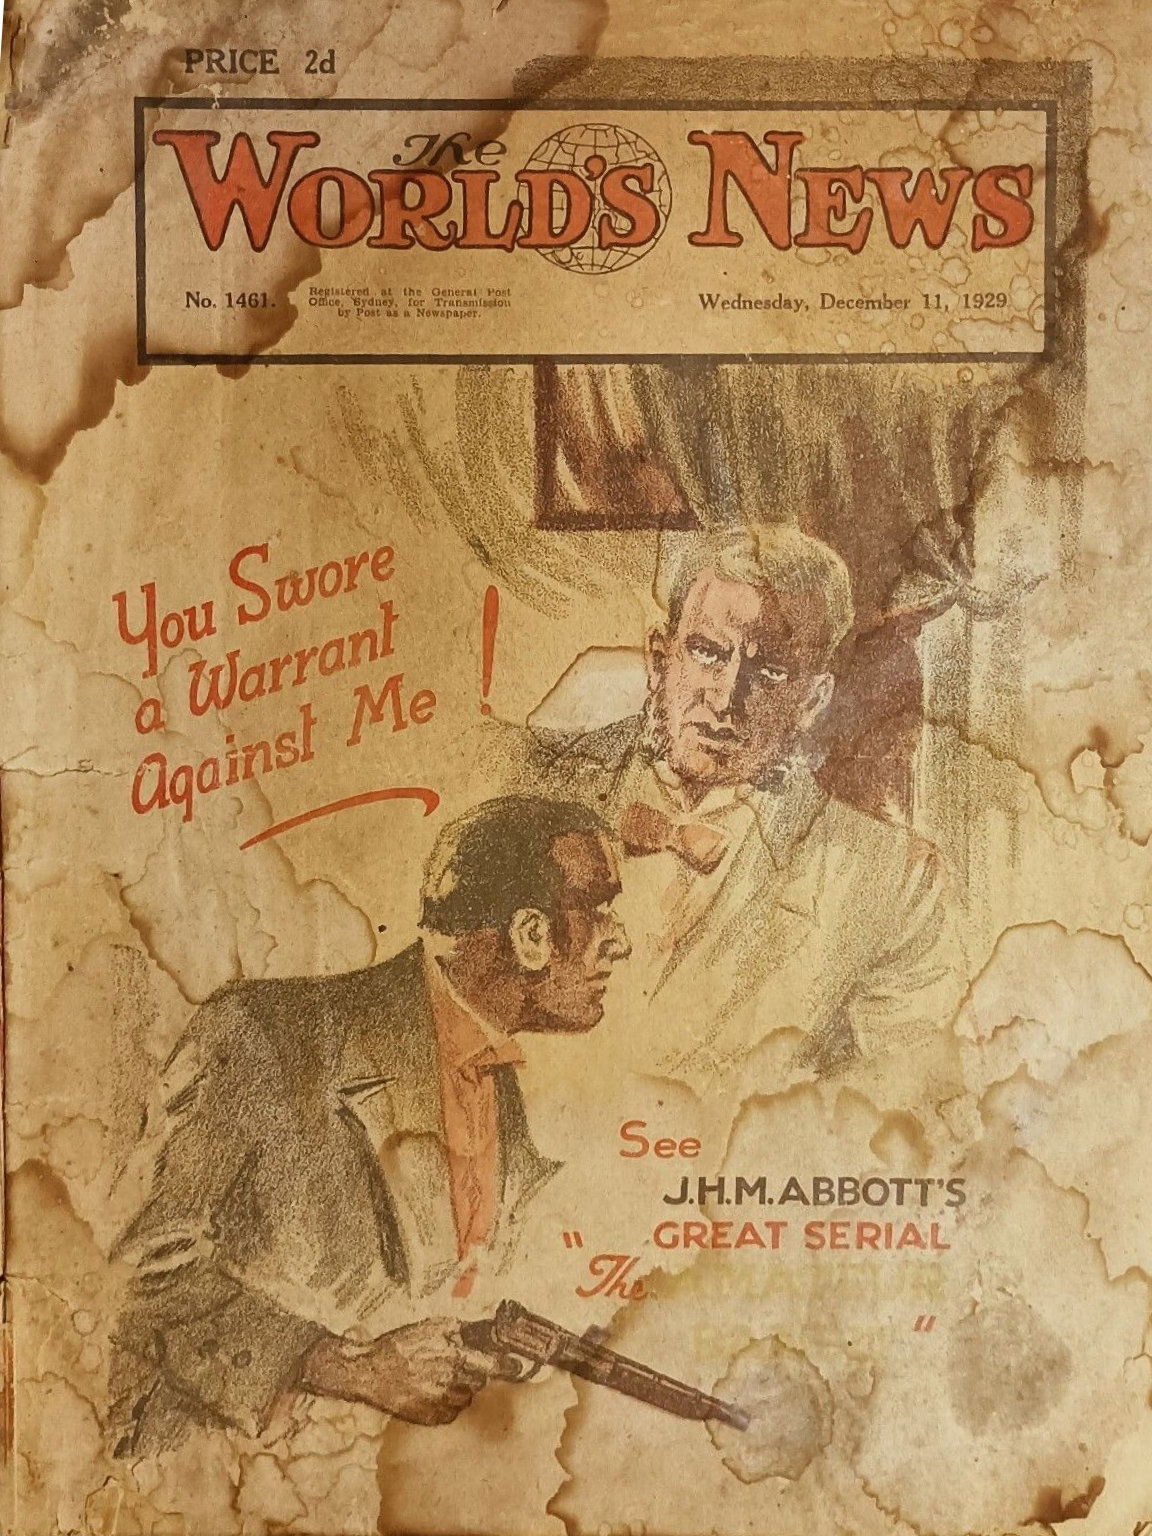 PRICE 2d
The
WORLD'S NEWS
No. 1461.
Registered at the General Post
Office, Sydney, for Transmission
by Post as a Newspaper.
Wednesday, December 11, 1929
You Swore
a Warrant
Against Me!
See
J.H.M. ABBOTT'S
GREAT SERIAL
"The
"